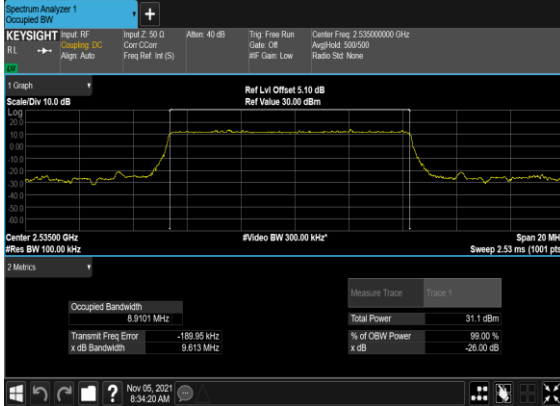 Spectrum Analyzer 1
Occupied BW
KEYSIGHT Input: RF Input Z: 50 Ω Atten: 40 dB Trig: Free Run Center Freq: 2.535000000 GHz
RL Coupling: DC Corr CCorr Gate: Off Avg|Hold: 500/500
Align: Auto Freq Ref: Int (S) #IF Gain: Low Radio Std: None
1 Graph
Ref Lvl Offset 5.10 dB
Scale/Div 10.0 dB Ref Value 30.00 dBm
Log
20.0
10.0
0.00
-10.0
-20.0
-30.0
-40.0
-50.0
-60.0
Center 2.53500 GHz #Video BW 300.00 kHz* Span 20 MH
#Res BW 100.00 kHz Sweep 2.53 ms (1001 pts
2 Metrics
Measure Trace Trace 1
Occupied Bandwidth
8.9101 MHz Total Power 31.1 dBm
Transmit Freq Error -189.95 kHz % of OBW Power 99.00 %
x dB Bandwidth 9.613 MHz x dB -26.00 dB
Nov 05, 2021
8:34:20 AM